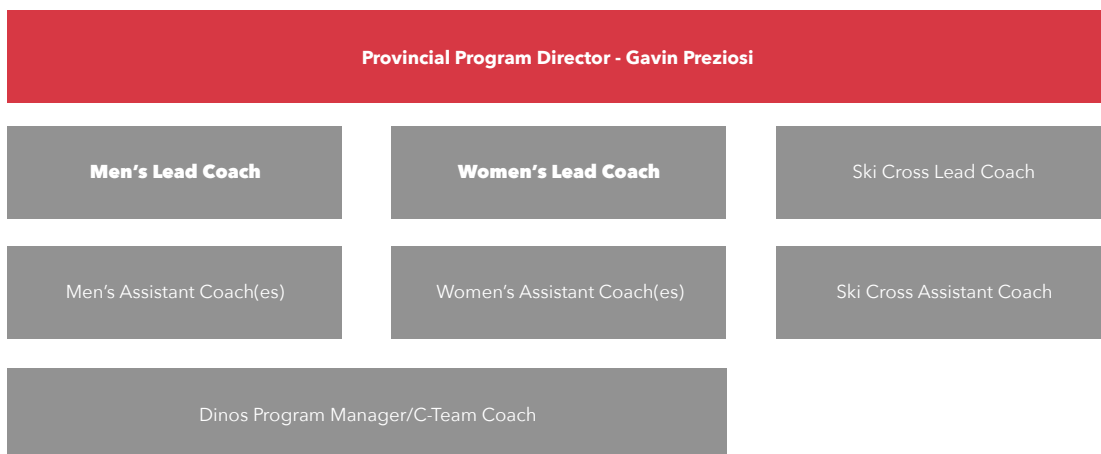 Provincial Program Director - Gavin Preziosi
Men’s Lead Coach
Women’s Lead Coach
Ski Cross Lead Coach
Men’s Assistant Coach(es)
Women’s Assistant Coach(es)
Ski Cross Assistant Coach
Dinos Program Manager/C-Team Coach